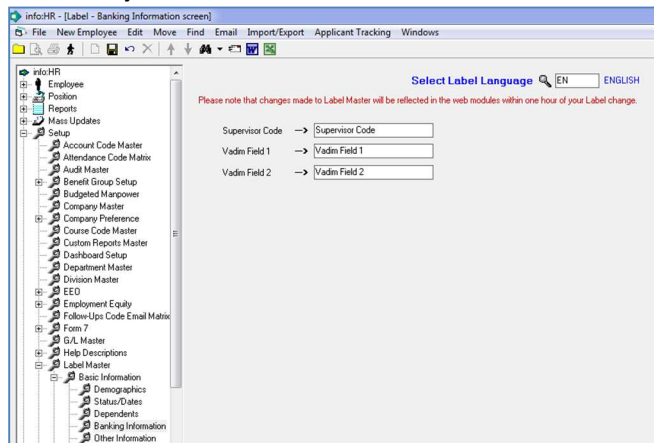 info:HR - [Label - Banking Information screen]
File New Employee Edit Move Find Email Import/Export Applicant Tracking Windows
info:HR
Employee
Position
Reports
Mass Updates
Setup
Account Code Master
Attendance Code Matrix
Audit Master
Benefit Group Setup
Budgeted Manpower
Company Master
Company Preference
Course Code Master
Custom Reports Master
Dashboard Setup
Department Master
Division Master
EEO
Employment Equity
Follow-Ups Code Email Matrix
Form 7
G/L Master
Help Descriptions
Label Master
Basic Information
Demographics
Status/Dates
Dependents
Banking Information
Other Information
Select Label Language EN ENGLISH
Please note that changes made to Label Master will be reflected in the web modules within one hour of your Label change.
Supervisor Code --> Supervisor Code
Vadim Field 1 --> Vadim Field 1
Vadim Field 2 --> Vadim Field 2